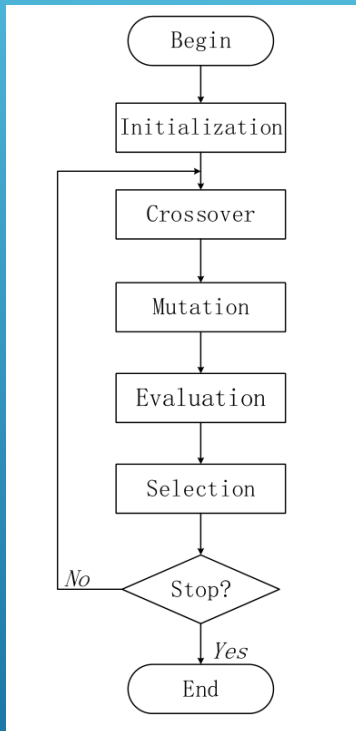 Begin
Initialization
Crossover
Mutation
Evaluation
Selection
Stop?
No
Yes
End